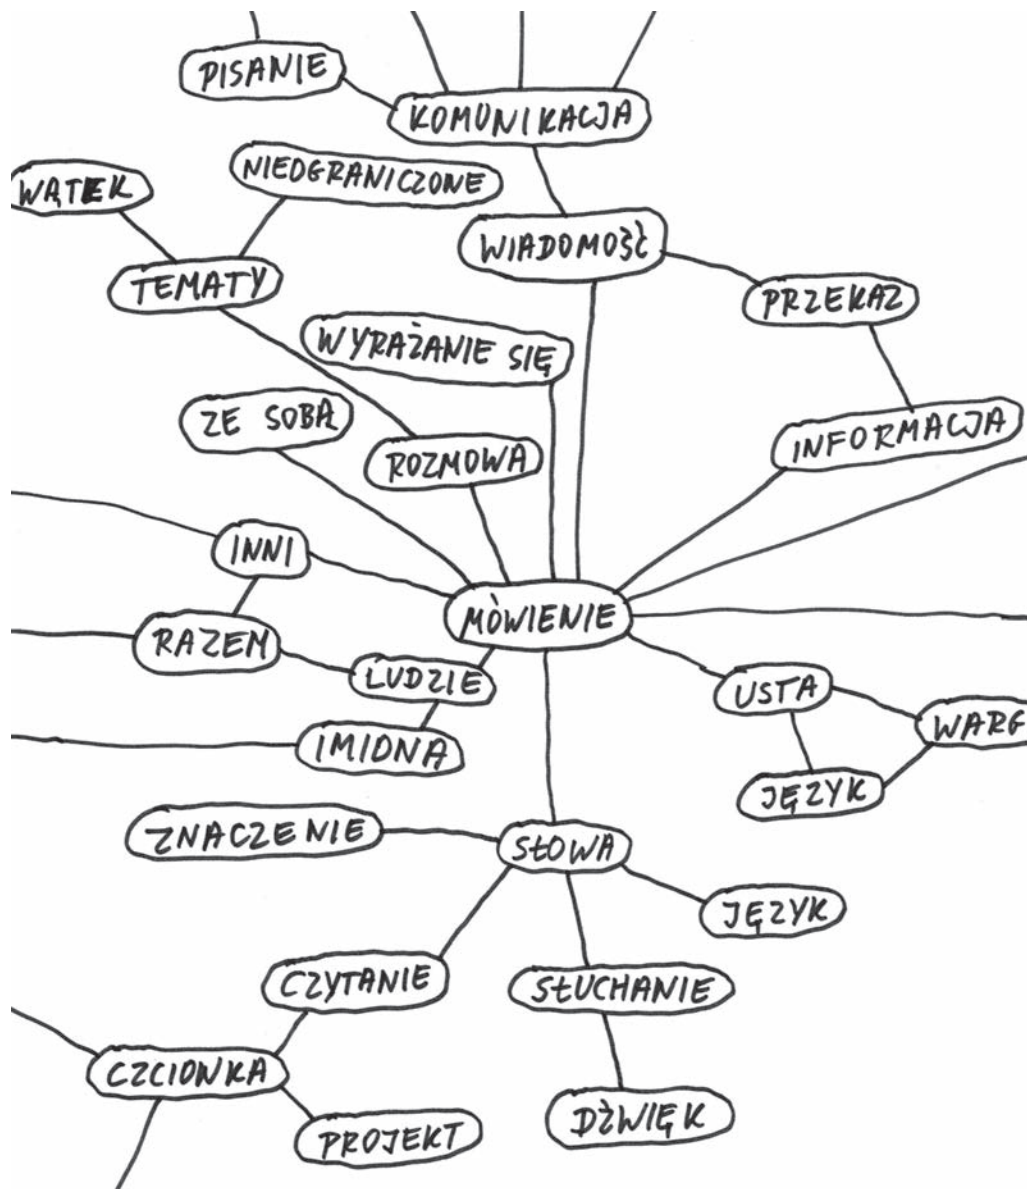 PISANIE
KOMUNIKACJA
NIEOGRANICZONE
WĄTEK
WIADOMOŚĆ
TEMATY
PRZEKAZ
WYRAŻANIE SIĘ
ZE SOBĄ
INFORMACJA
ROZMOWA
INNI
MÓWIENIE
RAZEM
LUDZIE
USTA
WARG
IMIONA
JĘZYK
ZNACZENIE
SŁOWA
JĘZYK
CZYTANIE
SŁUCHANIE
CZCIONKA
DŹWIĘK
PROJEKT